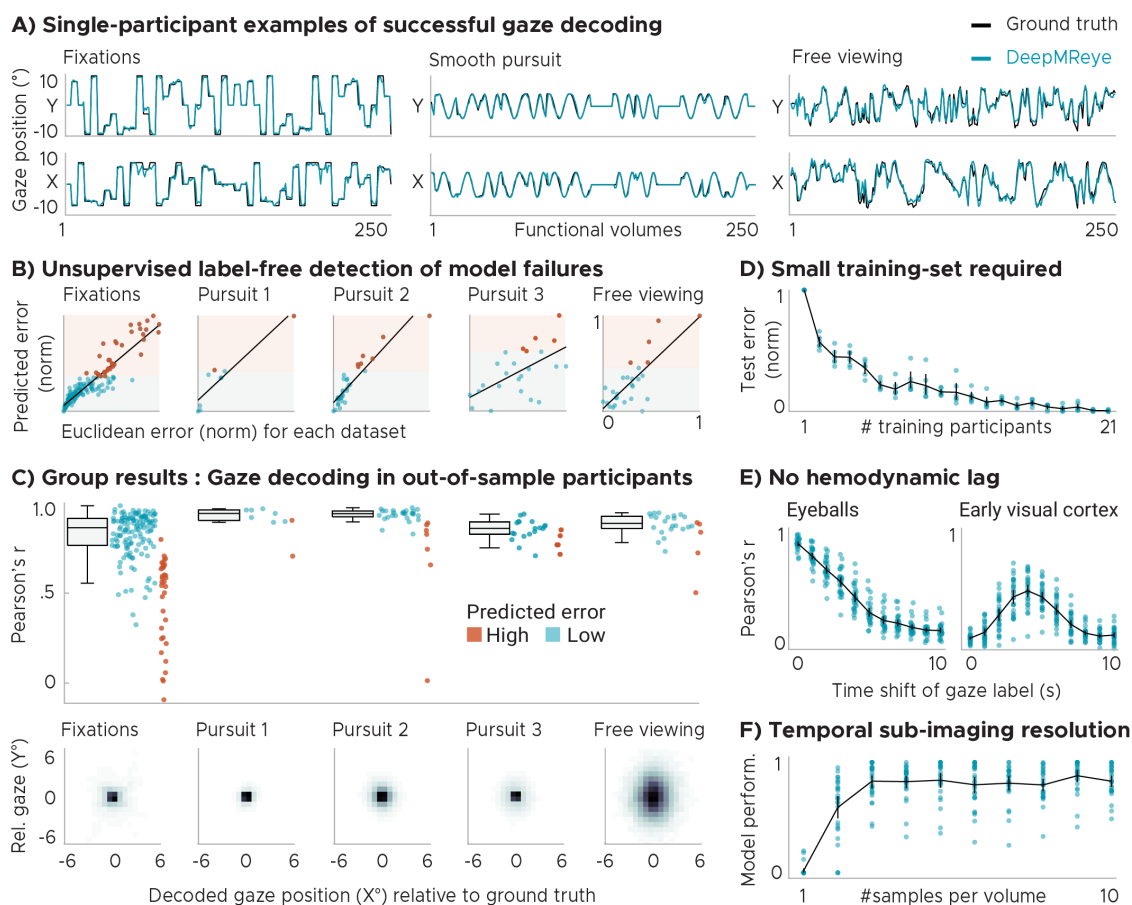 A) Single-participant examples of successful gaze decoding
Ground truth
DeepMReye
Fixations
Smooth pursuit
Free viewing
Gaze position (°)
10
Y
-10
10
X
-10
1
250
Y
X
Functional volumes
250
Y
X
1
250
B) Unsupervised label-free detection of model failures
Fixations
Pursuit 1
Pursuit 2
Pursuit 3
Free viewing
Predicted error
(norm)
1
0
1
Euclidean error (norm) for each dataset
D) Small training-set required
Test error
(norm)
1
0
1
# training participants
21
C) Group results : Gaze decoding in out-of-sample participants
Pearson's r
1.0
.5
0
Predicted error
High
Low
Fixations
Pursuit 1
Pursuit 2
Pursuit 3
Free viewing
Rel. gaze (Y°)
6
0
-6
-6 0 6
-6 0 6
-6 0 6
-6 0 6
-6 0 6
Decoded gaze position (X°) relative to ground truth
E) No hemodynamic lag
Eyeballs
Early visual cortex
Pearson's r
1
0
1
0
10
0
10
Time shift of gaze label (s)
F) Temporal sub-imaging resolution
Model perform.
1
0
1
#samples per volume
10